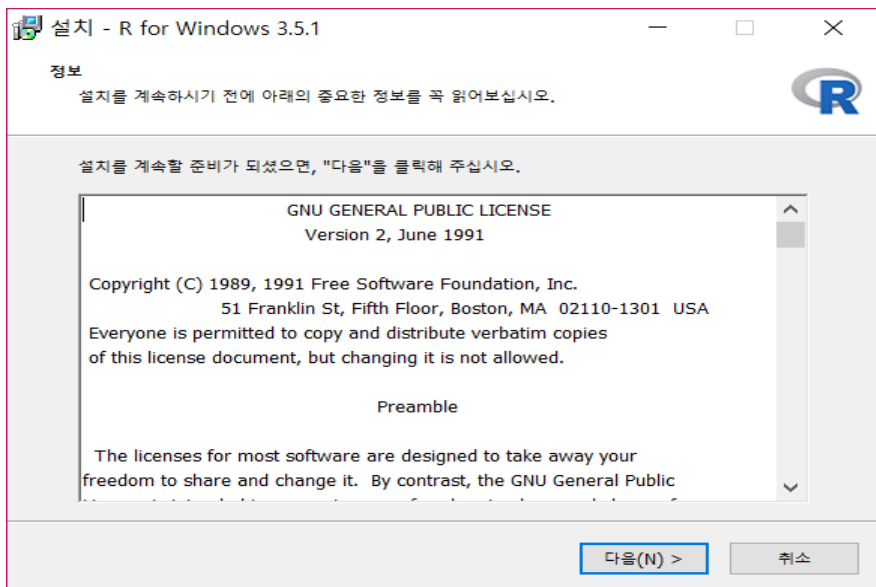 설치 - R for Windows 3.5.1
정보
설치를 계속하시기 전에 아래의 중요한 정보를 꼭 읽어보십시오.
R
설치를 계속할 준비가 되셨으면, "다음"을 클릭해 주십시오.
GNU GENERAL PUBLIC LICENSE
Version 2, June 1991
Copyright (C) 1989, 1991 Free Software Foundation, Inc.
51 Franklin St, Fifth Floor, Boston, MA 02110-1301 USA
Everyone is permitted to copy and distribute verbatim copies
of this license document, but changing it is not allowed.
Preamble
The licenses for most software are designed to take away your
freedom to share and change it. By contrast, the GNU General Public
다음(N) >
취소